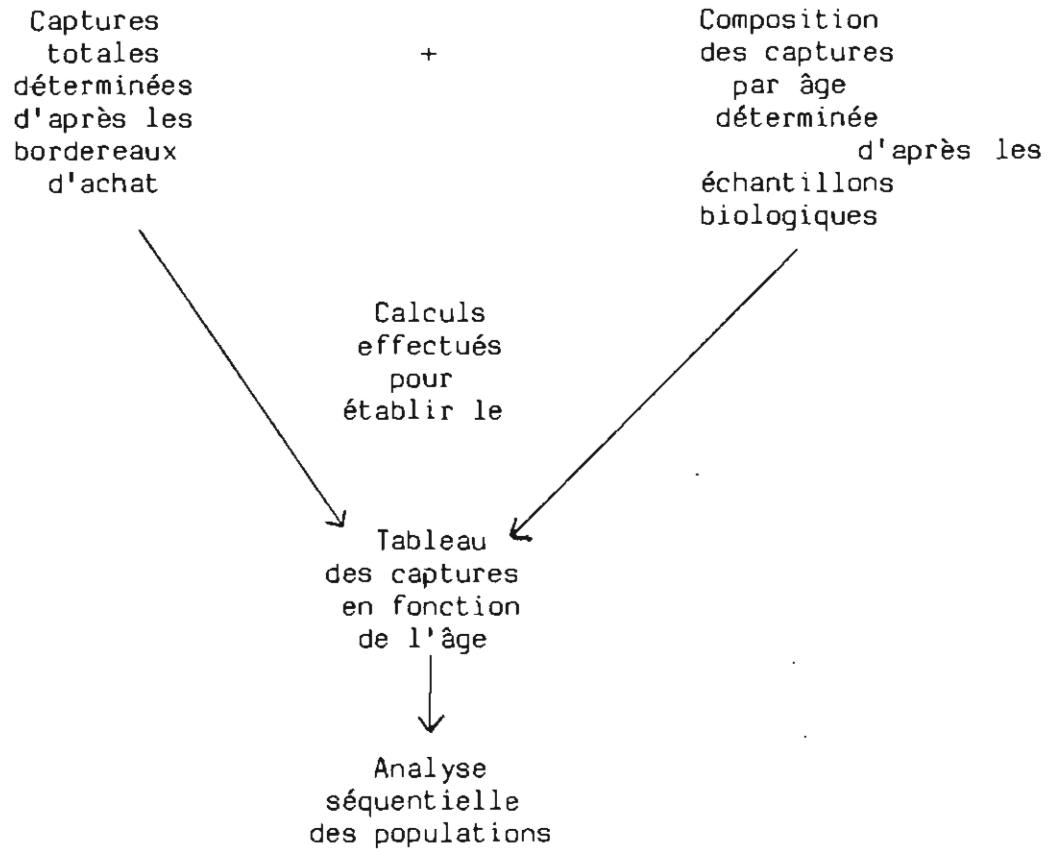 Captures
totales
déterminées
d'après les
bordereaux
d'achat
+
Composition
des captures
par âge
déterminée
d'après les
échantillons
biologiques
Calculs
effectués
pour
établir le
Tableau
des captures
en fonction
de l'âge
Analyse
séquentielle
des populations